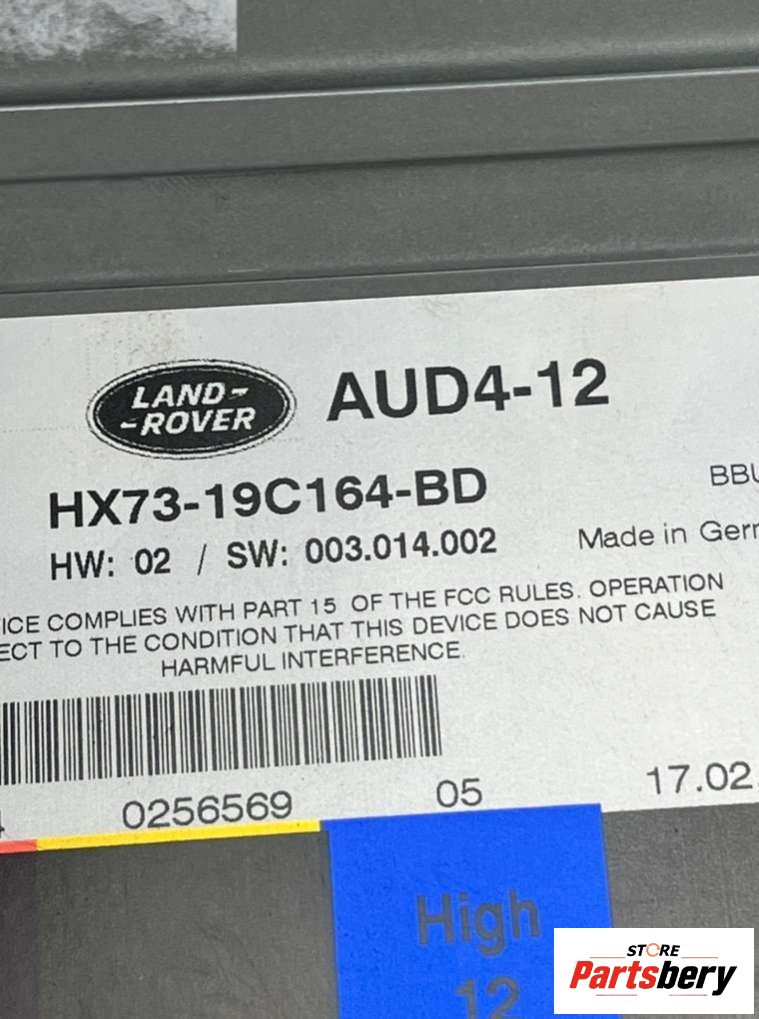 LAND-
-ROVER
AUD4-12
HX73-19C164-BD
BBU
HW: 02 / SW: 003.014.002
Made in Germ
ICE COMPLIES WITH PART 15 OF THE FCC RULES. OPERATION
ECT TO THE CONDITION THAT THIS DEVICE DOES NOT CAUSE
HARMFUL INTERFERENCE.
0256569
05
17.02.
High
12
STORE
Partsbery